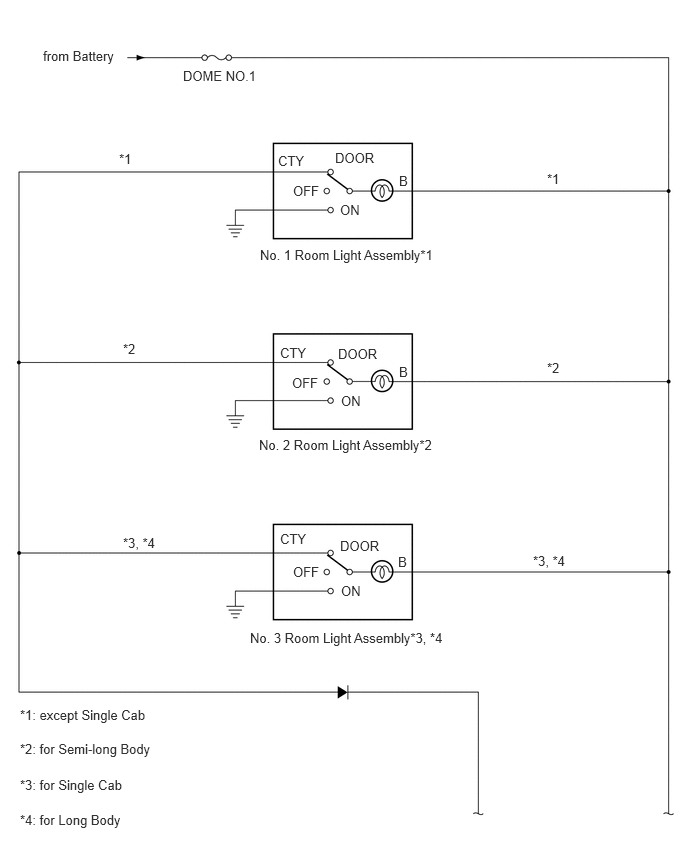 from Battery
DOME NO.1
*1
CTY
DOOR
OFF
B
*1
ON
No. 1 Room Light Assembly*1
*2
CTY
DOOR
OFF
B
*2
ON
No. 2 Room Light Assembly*2
*3, *4
CTY
DOOR
OFF
B
*3, *4
ON
No. 3 Room Light Assembly*3, *4
*1: except Single Cab
*2: for Semi-long Body
*3: for Single Cab
*4: for Long Body